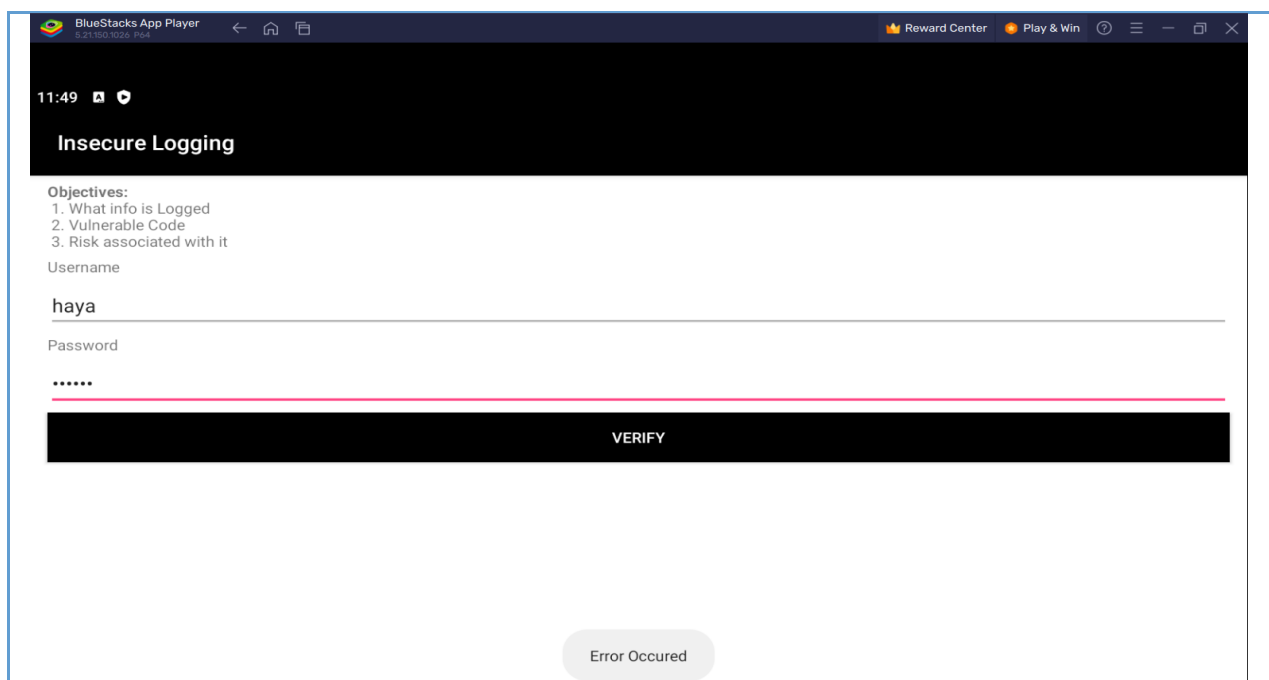 BlueStacks App Player
5.21.150.1026 P64
Reward Center
Play & Win
11:49
Insecure Logging
Objectives:
1. What info is Logged
2. Vulnerable Code
3. Risk associated with it
Username
haya
Password
••••••
VERIFY
Error Occured